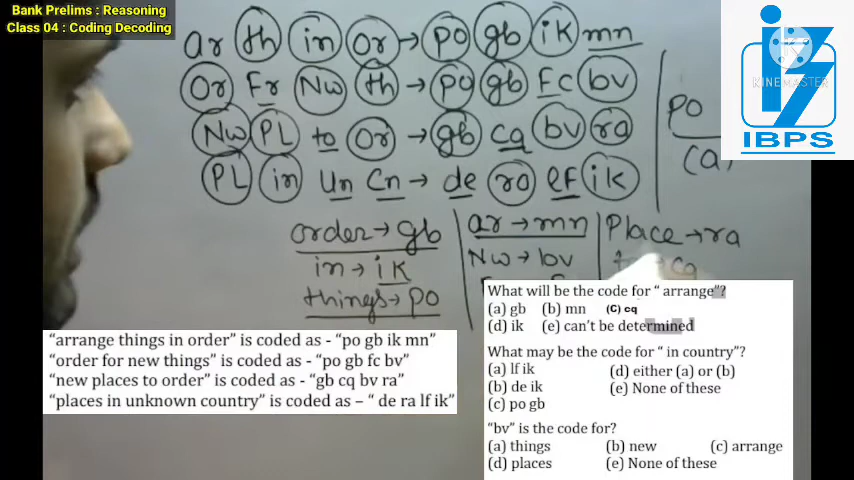 Bank Prelims : Reasoning
Class 04 : Coding Decoding
ar th in Or → po gb ik mn
Or Fr Nw th → po gb Fc bv
Nw PL to Or → gb cq bv ra
PL in Un Cn → de ra lf ik
po
(a)
KINEMASTER
IBPS
order → gb
in → ik
things → po
ar → mn
Nw → bv
Place → ra
cq
"arrange things in order" is coded as - "po gb ik mn"
"order for new things" is coded as - "po gb fc bv"
"new places to order" is coded as - "gb cq bv ra"
"places in unknown country" is coded as – " de ra lf ik"
What will be the code for " arrange"?
(a) gb (b) mn (C) cq
(d) ik (e) can't be determined
What may be the code for " in country"?
(a) lf ik (d) either (a) or (b)
(b) de ik (e) None of these
(c) po gb
"bv" is the code for?
(a) things (b) new (c) arrange
(d) places (e) None of these